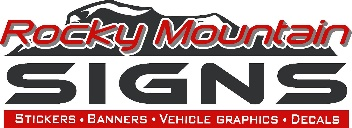 Rocky Mountain
SIGNS
STICKERS • BANNERS • VEHICLE GRAPHICS • DECALS